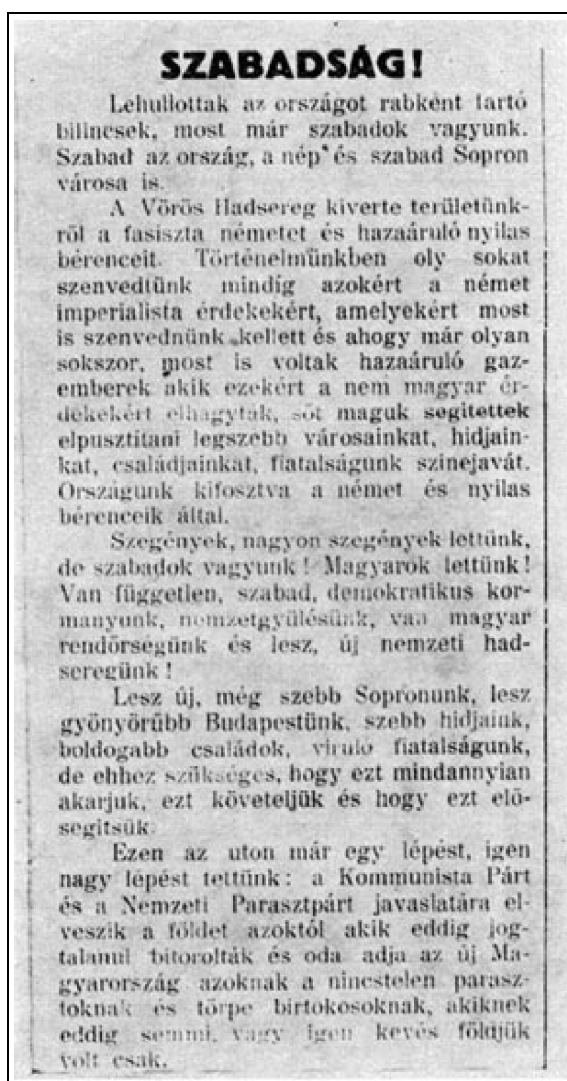 SZABADSÁG!
Lehullottak az országot rabként tartó
bilincsek, most már szabadok vagyunk.
Szabad az ország, a nép és szabad Sopron
városa is.
A Vörös Hadsereg kiverte területünk-
ről a fasiszta németet és hazaáruló nyilas
bérenceit. Történelmünkben oly sokat
szenvedtünk mindíg azokért a német
imperialista érdekekért, amelyekért most
is szenvednünk kellett és ahogy már olyan
sokszor, most is voltak hazaáruló gaz-
emberek akik ezekért a nem magyar ér-
dekekért elhagyták, sőt maguk segitettek
elpusztitani legszebb városainkat, hidjain-
kat, családjainkat, fiatalságunk szinejavát.
Országunk kifosztva a német és nyilas
bérenceik által.
Szegények, nagyon szegények lettünk,
de szabadok vagyunk! Magyarok lettünk!
Van független, szabad, demokratikus kor-
manyunk, nemzetgyülésünk, van magyar
rendőrségünk és lesz, új nemzeti had-
seregünk!
Lesz új, még szebb Sopronunk, lesz
gyönyörűbb Budapestünk, szebb hidjaink,
boldogabb családok, viruló fiatalságunk,
de ehhez szükséges, hogy ezt mindannyian
akarjuk, ezt követeljük és hogy ezt elő-
segitsük.
Ezen az uton már egy lépést, igen
nagy lépést tettünk: a Kommunista Párt
és a Nemzeti Parasztpárt javaslatára el-
veszik a földet azoktól akik eddig jog-
talanul bitorolták és oda adja az új Ma-
gyarország azoknak a nincstelen parasz-
toknak és törpe birtokosoknak, akiknek
eddig semmi, vagy igen kevés földjük
volt csak.